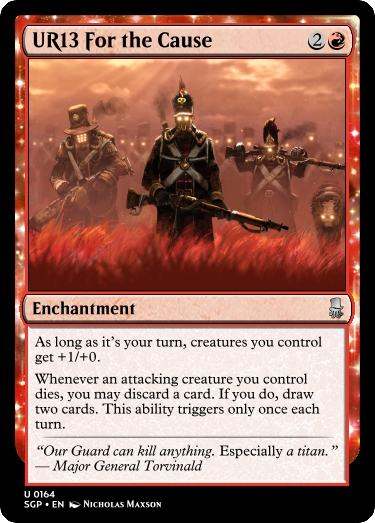 UR13 For the Cause 2
Enchantment
As long as it's your turn, creatures you control
get +1/+0.
Whenever an attacking creature you control
dies, you may discard a card. If you do, draw
two cards. This ability triggers only once each
turn.
“Our Guard can kill anything. Especially a titan.”
— Major General Torvinald
U 0164
SGP • EN Nicholas Maxson